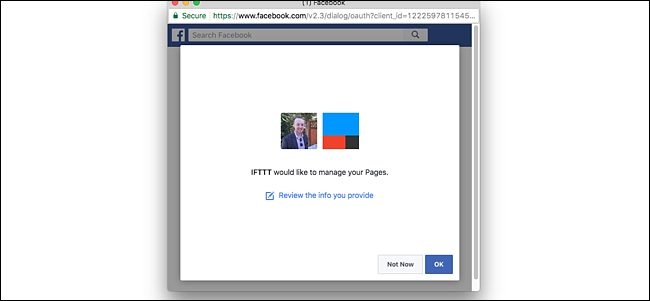 (1) Facebook
Secure https://www.facebook.com/v2.3/dialog/oauth?client_id=1222597811545...
Search Facebook
IFTTT would like to manage your Pages.
Review the info you provide
Not Now OK